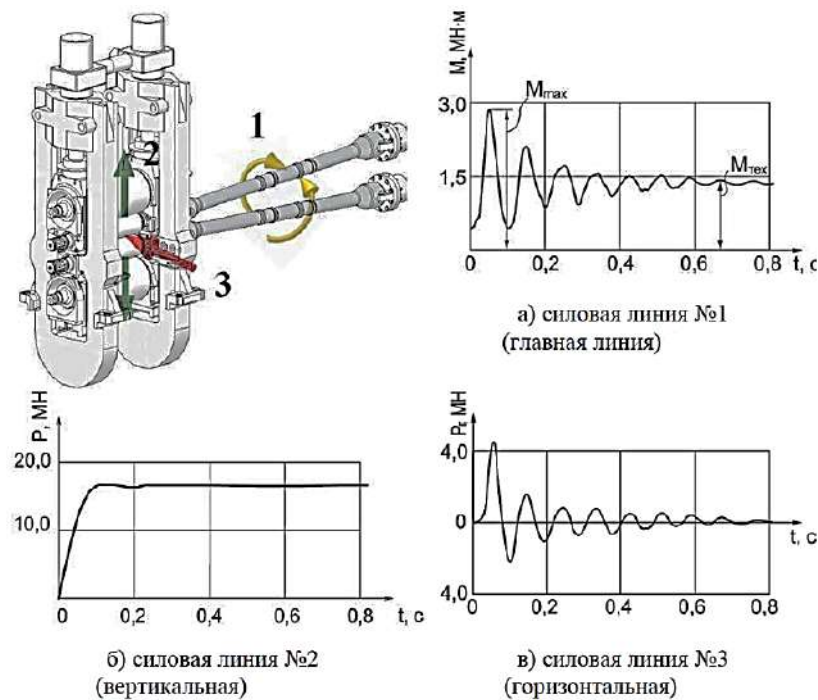 1
2
3
М, МН·м
3,0
1,5
Mmax
Mтех
0 0,2 0,4 0,6 0,8 t, с
а) силовая линия №1
(главная линия)
P, МН
20,0
10,0
0 0,2 0,4 0,6 0,8 t, с
б) силовая линия №2
(вертикальная)
МН
4,0
0
4,0
t, с
0 0,2 0,4 0,6 0,8
в) силовая линия №3
(горизонтальная)